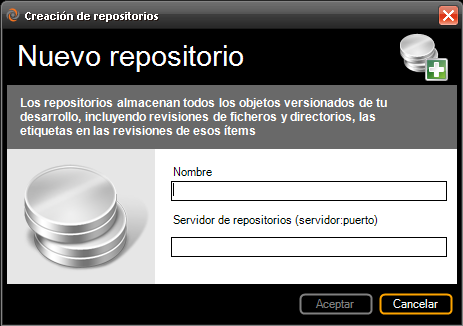 Creación de repositorios
Nuevo repositorio
Los repositorios almacenan todos los objetos versionados de tu
desarrollo, incluyendo revisiones de ficheros y directorios, las
etiquetas en las revisiones de esos ítems
Nombre
Servidor de repositorios (servidor:puerto)
Aceptar
Cancelar